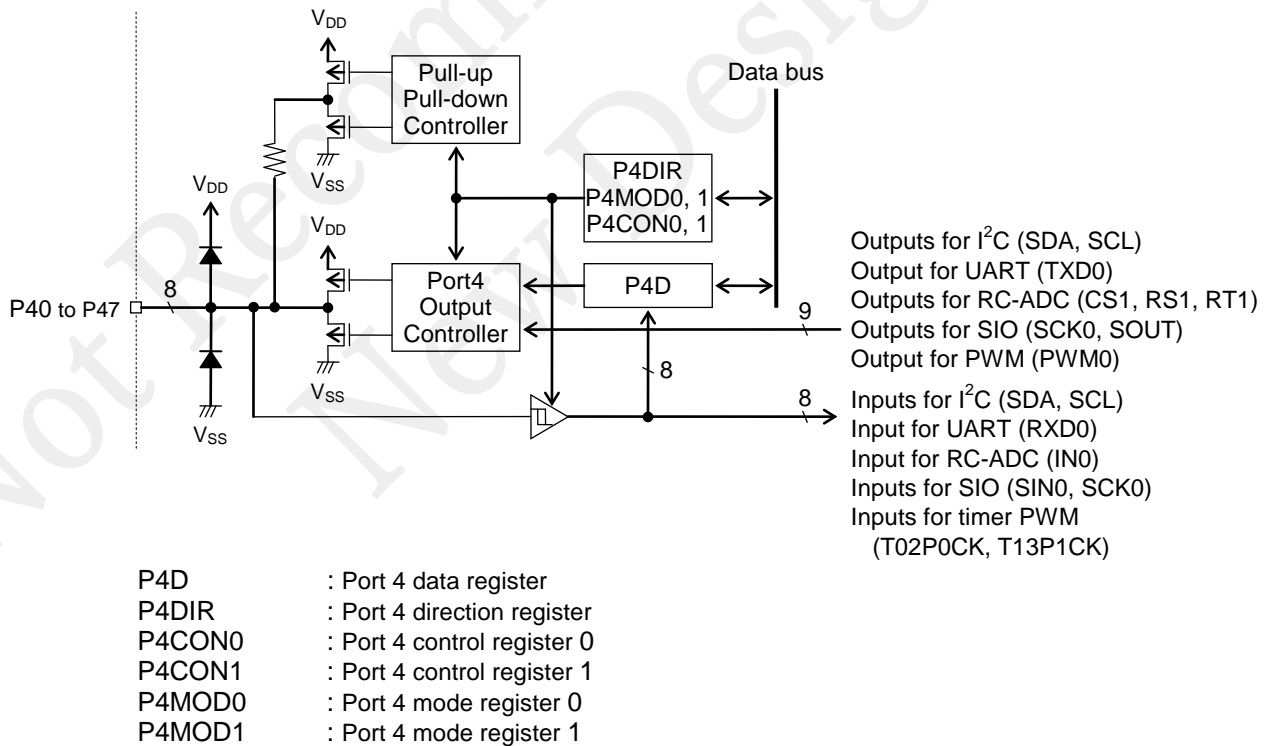 Not Recommended for
New Design
VDD
Pull-up
Pull-down
Controller
Data bus
VSS
P4DIR
P4MOD0, 1
P4CON0, 1
VDD
VDD
Port4
Output
Controller
P4D
P40 to P47
8
VSS
VSS
8
9
8
Outputs for I2C (SDA, SCL)
Output for UART (TXD0)
Outputs for RC-ADC (CS1, RS1, RT1)
Outputs for SIO (SCK0, SOUT)
Output for PWM (PWM0)
Inputs for I2C (SDA, SCL)
Input for UART (RXD0)
Input for RC-ADC (IN0)
Inputs for SIO (SIN0, SCK0)
Inputs for timer PWM
(T02P0CK, T13P1CK)
P4D : Port 4 data register
P4DIR : Port 4 direction register
P4CON0 : Port 4 control register 0
P4CON1 : Port 4 control register 1
P4MOD0 : Port 4 mode register 0
P4MOD1 : Port 4 mode register 1